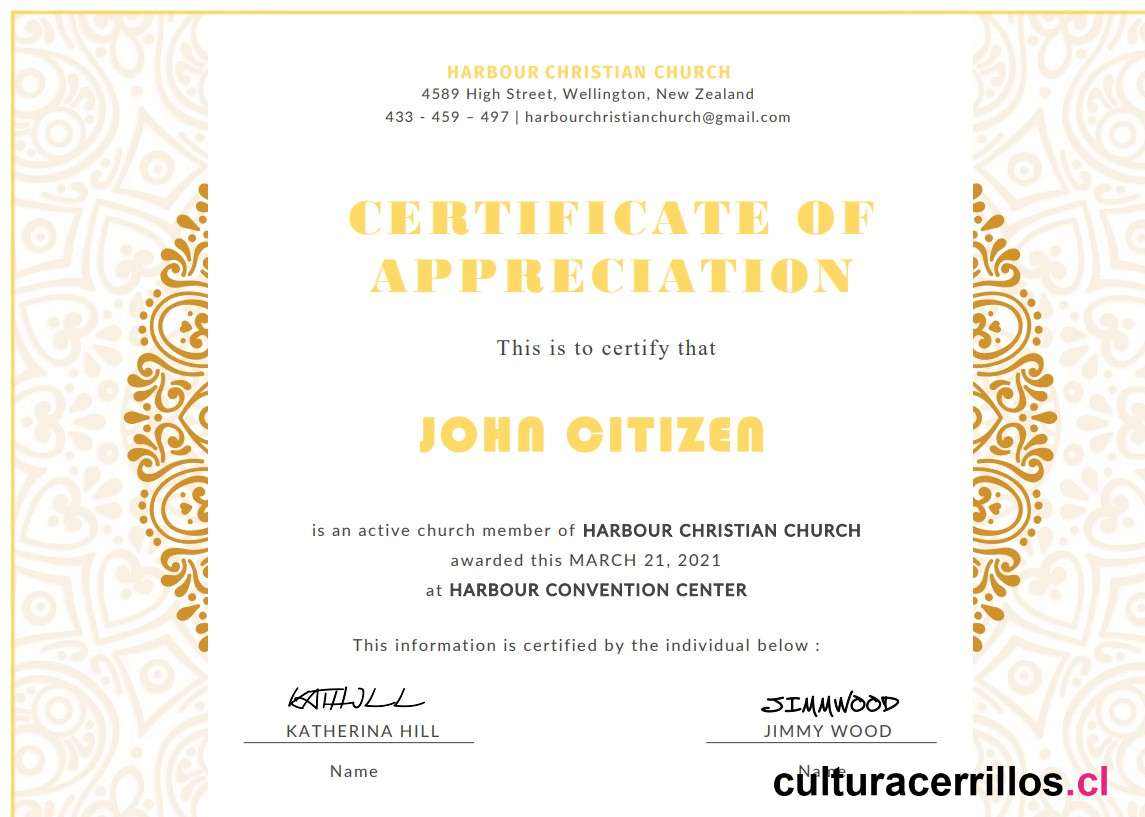 HARBOUR CHRISTIAN CHURCH
4589 High Street, Wellington, New Zealand
433 - 459 – 497 | harbourchristianchurch@gmail.com
CERTIFICATE OF
APPRECIATION
This is to certify that
JOHN CITIZEN
is an active church member of HARBOUR CHRISTIAN CHURCH
awarded this MARCH 21, 2021
at HARBOUR CONVENTION CENTER
This information is certified by the individual below :
KATHILL JIMMWOOD
KATHERINA HILL JIMMY WOOD
Name Name
culturacerrillos.cl